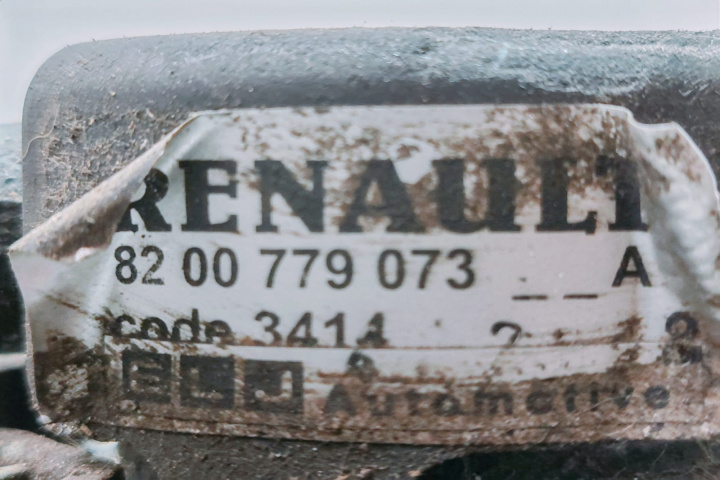 RENAULT
82 00 779 073 _ _ A
code 3414
Automotive